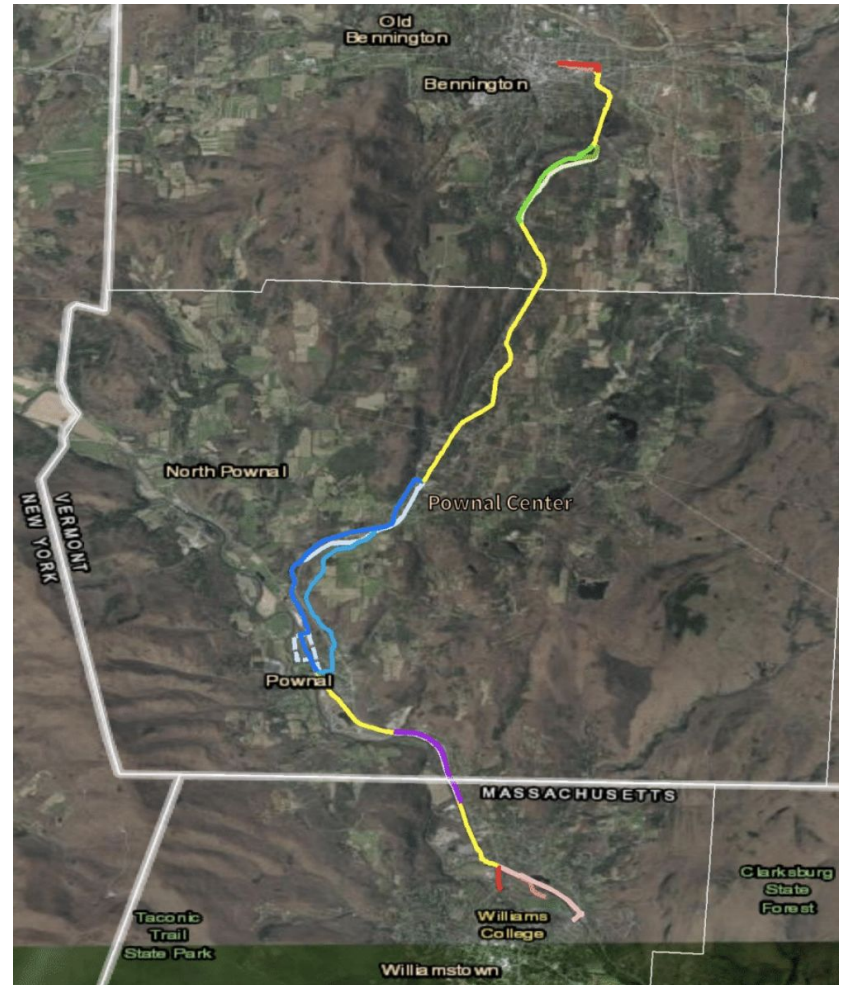 Old
Bennington
Bennington
North Pownal
Pownal Center
VERMONT
NEW YORK
Pownal
MASSACHUSETTS
Clarksburg
State
Forest
Taconic
Trail
State Park
Williams
College
Williamstown